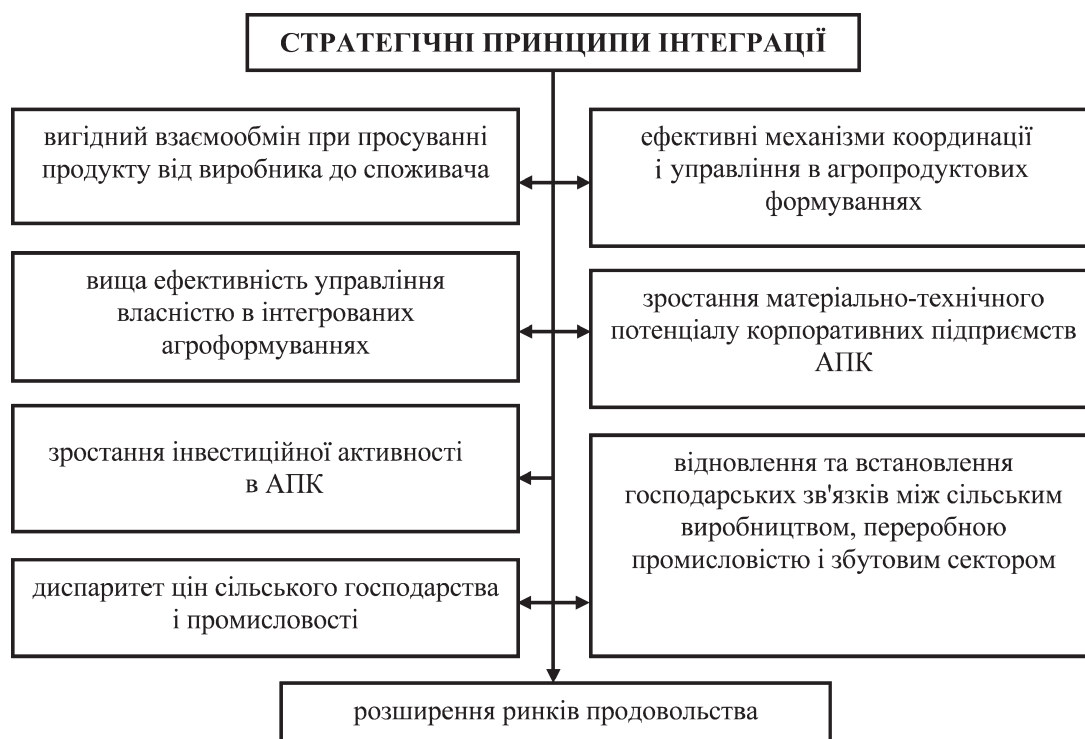 СТРАТЕГІЧНІ ПРИНЦИПИ ІНТЕГРАЦІЇ
вигідний взаємообмін при просуванні
продукту від виробника до споживача
ефективні механізми координації
і управління в агропродуктових
формуваннях
вища ефективність управління
власністю в інтегрованих
агроформуваннях
зростання матеріально-технічного
потенціалу корпоративних підприємств
АПК
зростання інвестиційної активності
в АПК
відновлення та встановлення
господарських зв'язків між сільським
виробництвом, переробною
промисловістю і збутовим сектором
диспаритет цін сільського господарства
і промисловості
розширення ринків продовольства